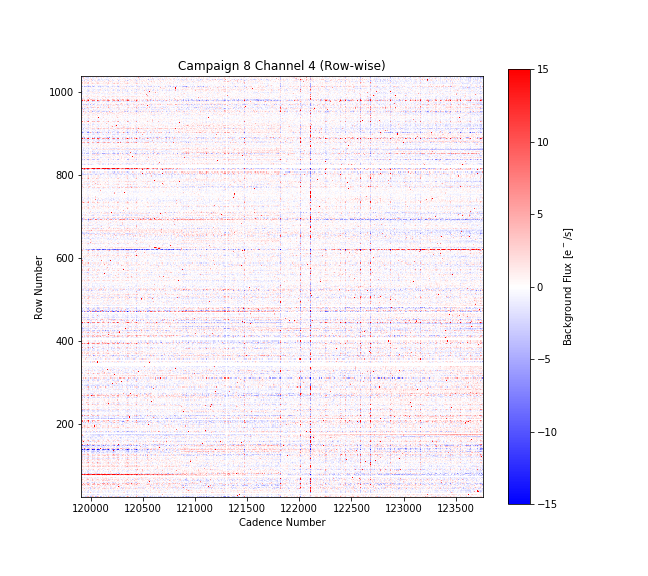 Campaign 8 Channel 4 (Row-wise)
1000
800
600
400
200
Row Number
120000 120500 121000 121500 122000 122500 123000 123500
Cadence Number
15
10
5
0
−5
−10
−15
Background Flux [e⁻/s]